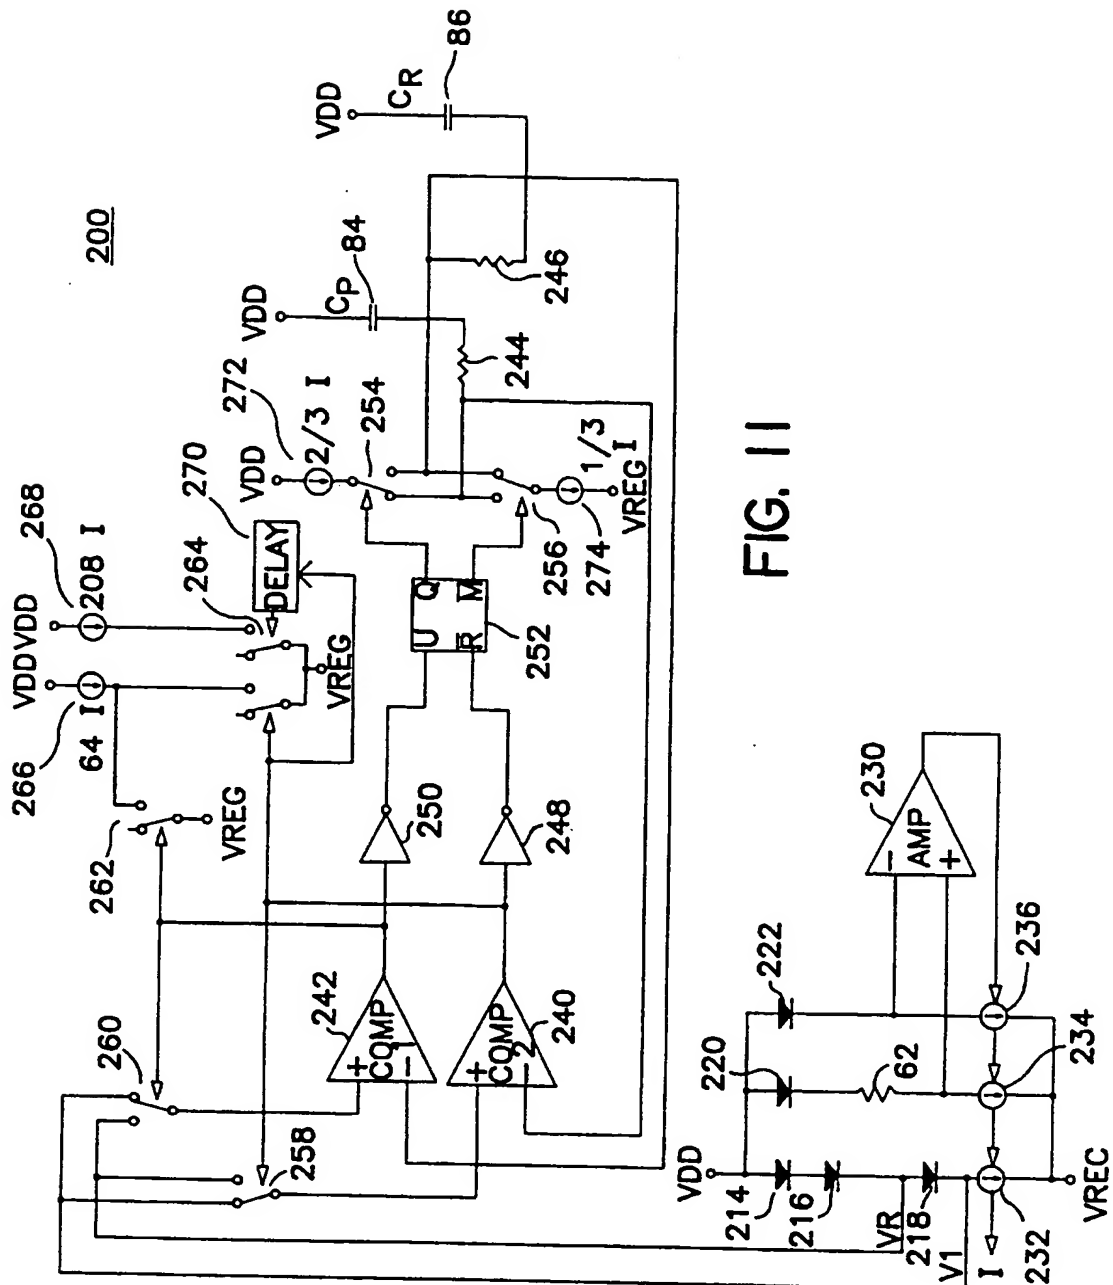 200
86
CR
VDD
84
CP
VDD
246
244
272
2/3 I
VDD
254
268
270
208 I
264
DELAY
VDD
VDD
266
64 I
VREG
262
VREG
1/3 I
VREG
256
274
Q
U
M
R
252
250
248
260
242
+
COMP
1
−
+
COMP
2
−
240
258
FIG. 11
230
−
AMP
+
222
236
220
62
234
VDD
214
216
VR
218
V1
I
232
VREC